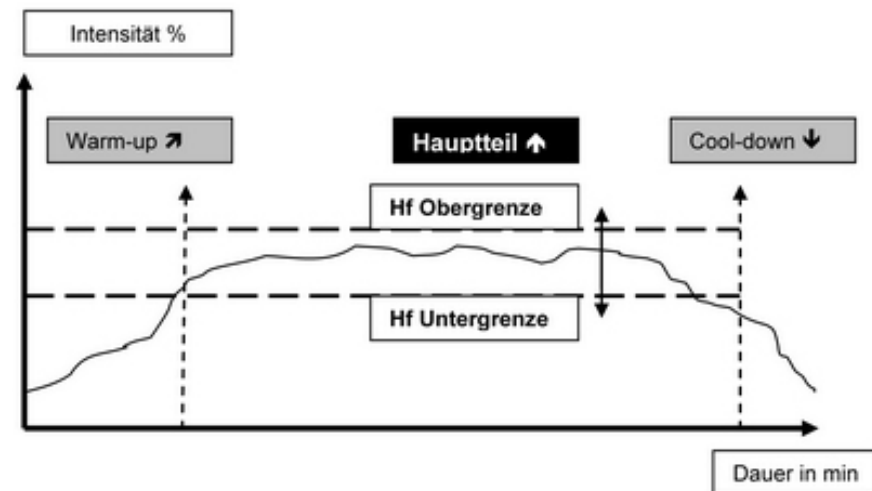 Intensität %
Warm-up ↗
Hauptteil ↑
Cool-down ↓
Hf Obergrenze
Hf Untergrenze
Dauer in min